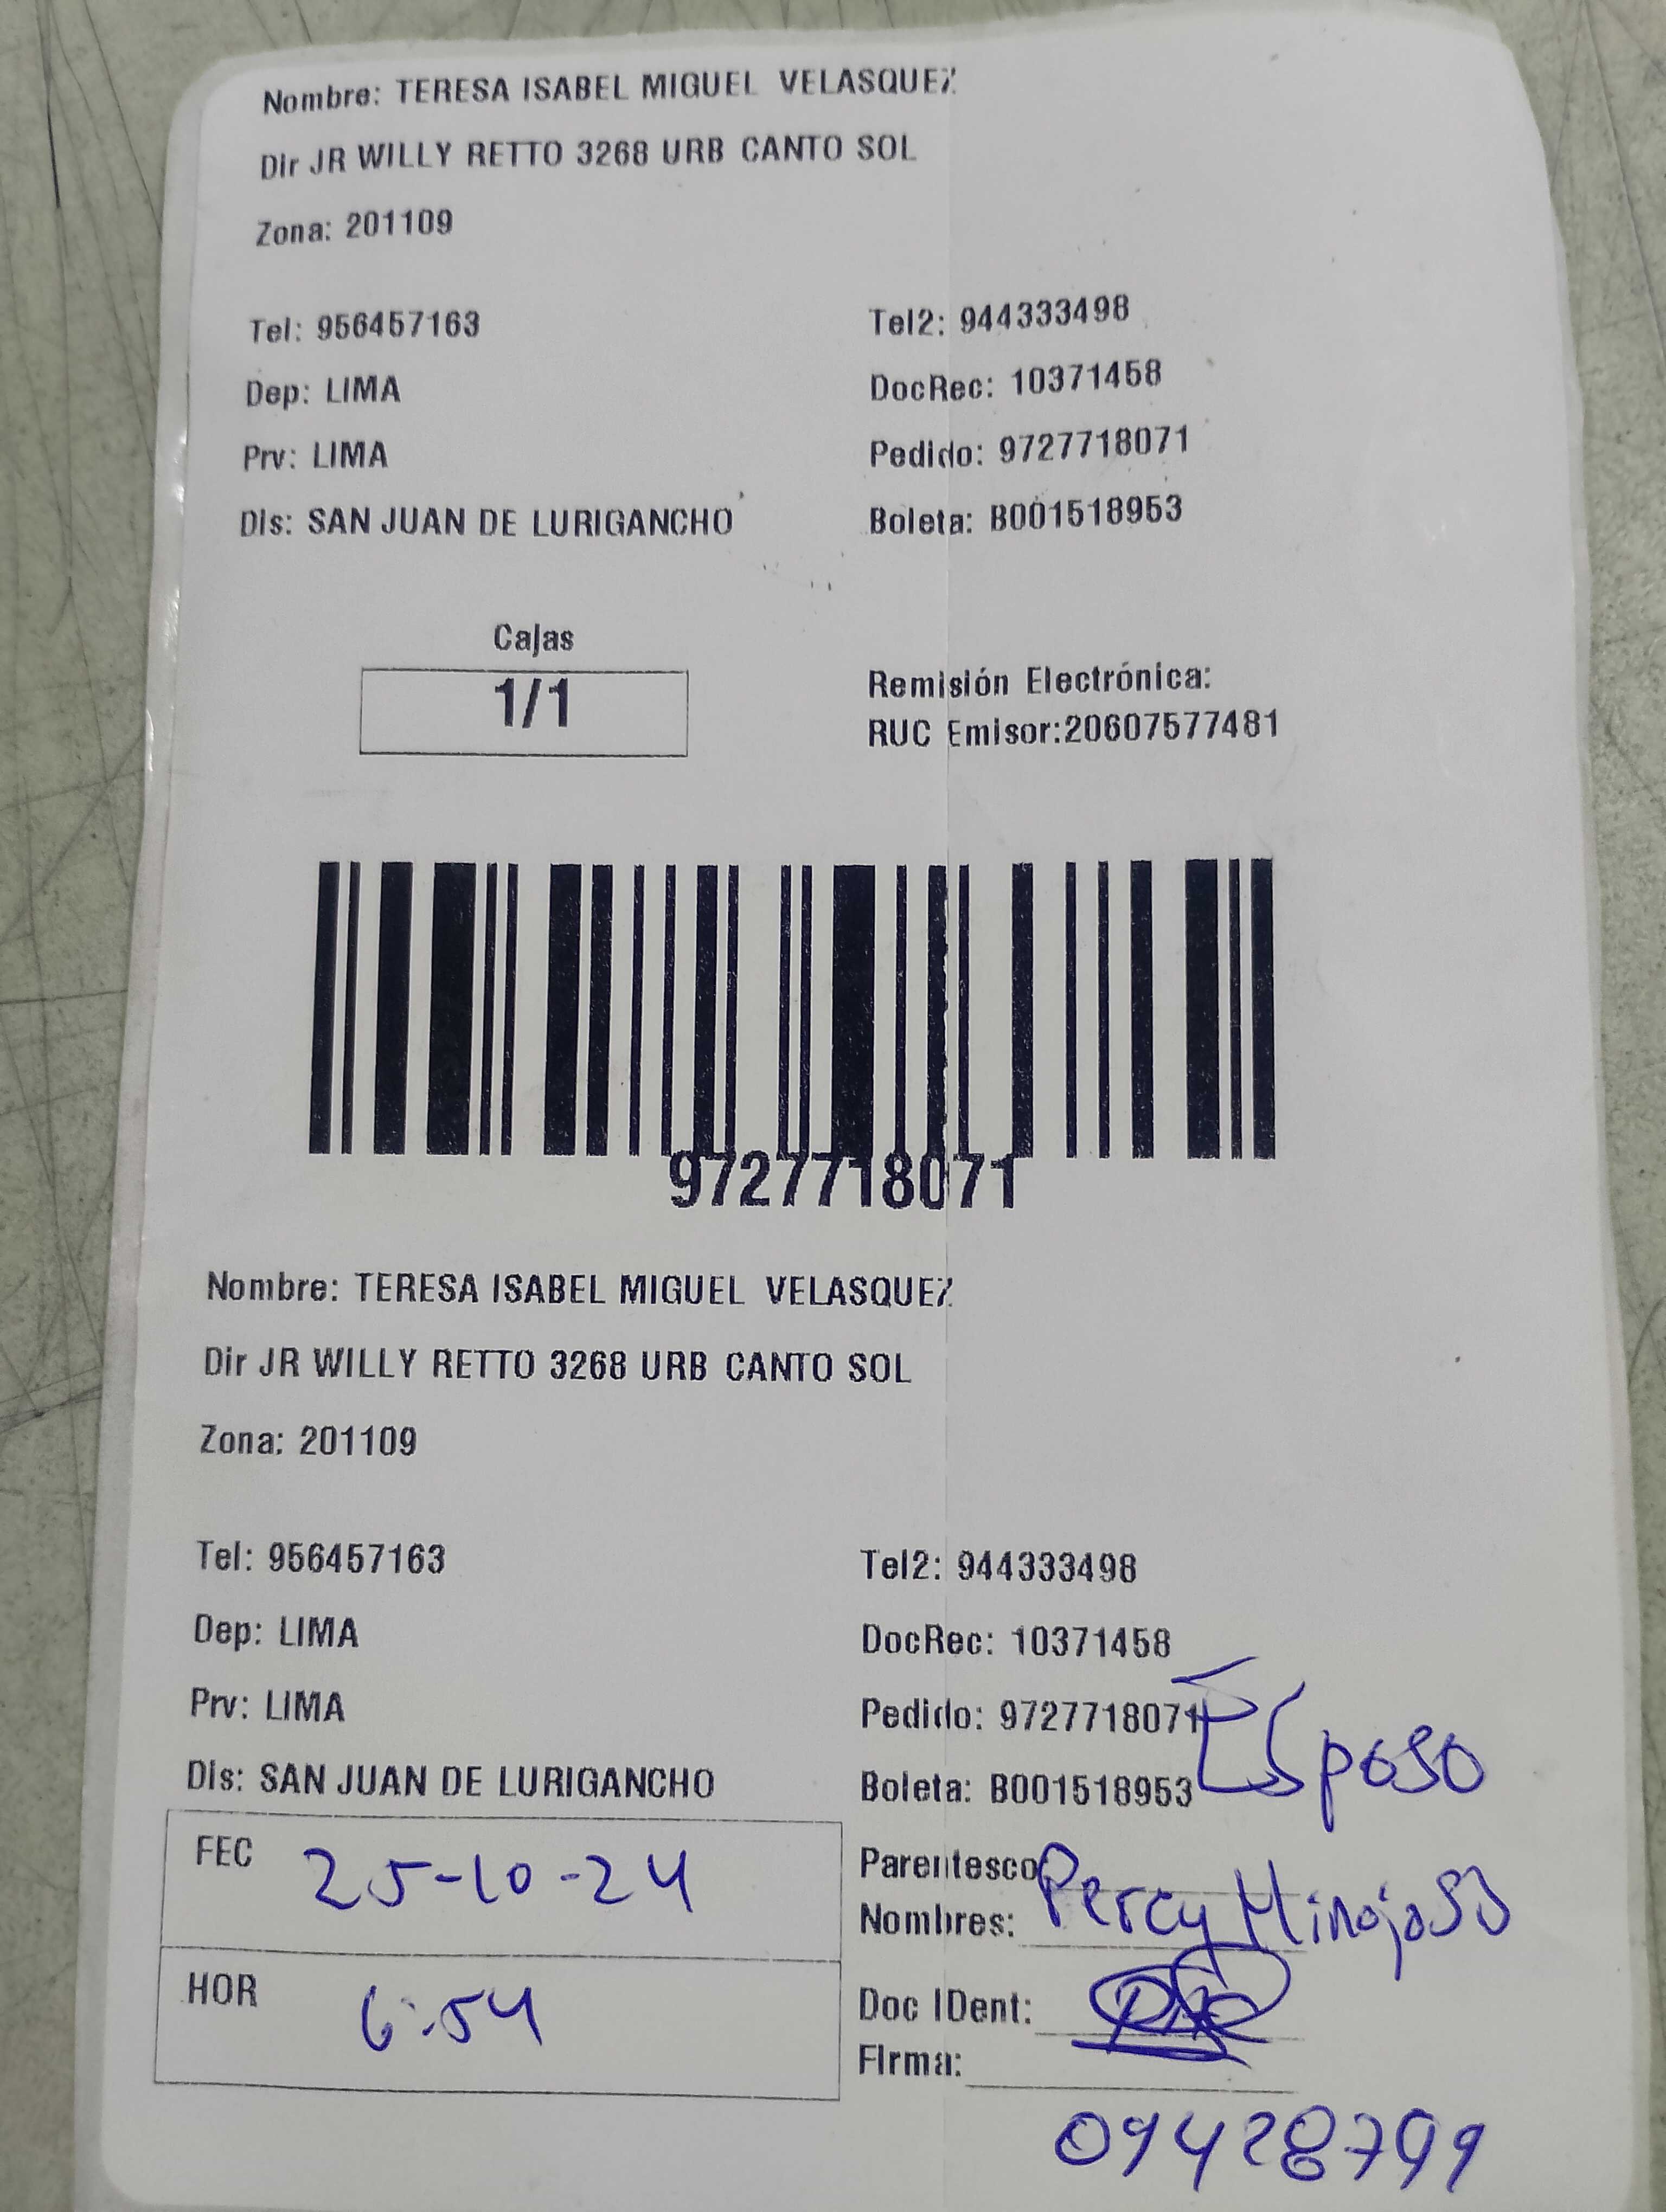 Nombre: TERESA ISABEL MIGUEL VELASQUEZ
Dir JR WILLY RETTO 3268 URB CANTO SOL
Zona: 201109
Tel: 956457163 Tel2: 944333498
Dep: LIMA DocRec: 10371458
Prv: LIMA Pedido: 9727718071
Dis: SAN JUAN DE LURIGANCHO Boleta: B001518953
Cajas
1/1
Remisión Electrónica:
RUC Emisor:20607577481
9727718071
Nombre: TERESA ISABEL MIGUEL VELASQUEZ
Dir JR WILLY RETTO 3268 URB CANTO SOL
Zona: 201109
Tel: 956457163 Tel2: 944333498
Dep: LIMA DocRec: 10371458
Prv: LIMA Pedido: 9727718071
Dis: SAN JUAN DE LURIGANCHO Boleta: B001518953
Esposo
FEC 25-10-24
Parentesco
Nombres: Percy Hinojosa
HOR 6:54
Doc IDent:
Firma:
09428799